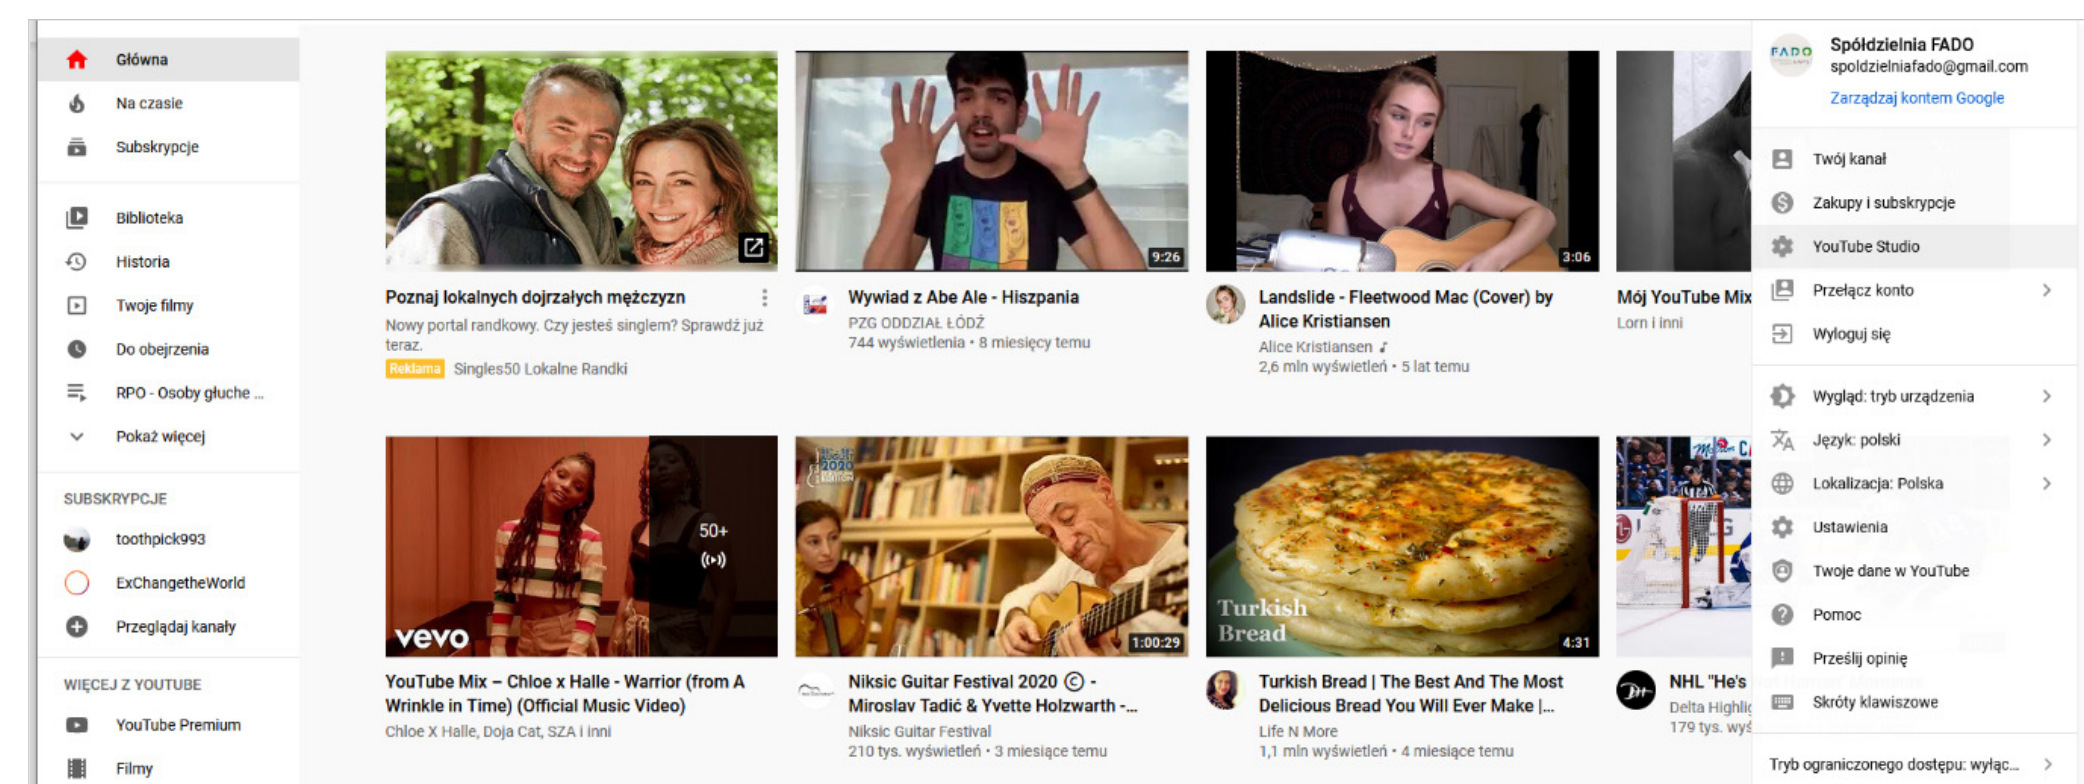 Główna
Na czasie
Subskrypcje
Biblioteka
Historia
Twoje filmy
Do obejrzenia
RPO - Osoby głuche ...
Pokaż więcej
SUBSKRYPCJE
toothpick993
ExChangetheWorld
Przeglądaj kanały
WIĘCEJ Z YOUTUBE
YouTube Premium
Filmy
Poznaj lokalnych dojrzałych mężczyzn
Nowy portal randkowy. Czy jesteś singlem? Sprawdź już
teraz.
Reklama Singles50 Lokalne Randki
9:26
Wywiad z Abe Ale - Hiszpania
PZG ODDZIAŁ ŁÓDŹ
744 wyświetlenia • 8 miesięcy temu
3:06
Landslide - Fleetwood Mac (Cover) by
Alice Kristiansen
Alice Kristiansen
2,6 mln wyświetleń • 5 lat temu
Mój YouTube Mix
Lorn i inni
vevo
50+
YouTube Mix – Chloe x Halle - Warrior (from A
Wrinkle in Time) (Official Music Video)
Chloe X Halle, Doja Cat, SZA i inni
2020
1:00:29
Niksic Guitar Festival 2020 © -
Miroslav Tadić & Yvette Holzwarth -...
Niksic Guitar Festival
210 tys. wyświetleń • 3 miesiące temu
Turkish
Bread
4:31
Turkish Bread | The Best And The Most
Delicious Bread You Will Ever Make |...
Life N More
1,1 mln wyświetleń • 4 miesiące temu
NHL "He's
Delta Highlig
179 tys. wyś
FADO
Spółdzielnia FADO
spoldzielniafado@gmail.com
Zarządzaj kontem Google
Twój kanał
Zakupy i subskrypcje
YouTube Studio
Przełącz konto
Wyloguj się
Wygląd: tryb urządzenia
Język: polski
Lokalizacja: Polska
Ustawienia
Twoje dane w YouTube
Pomoc
Prześlij opinię
Skróty klawiszowe
Tryb ograniczonego dostępu: wyłąc...